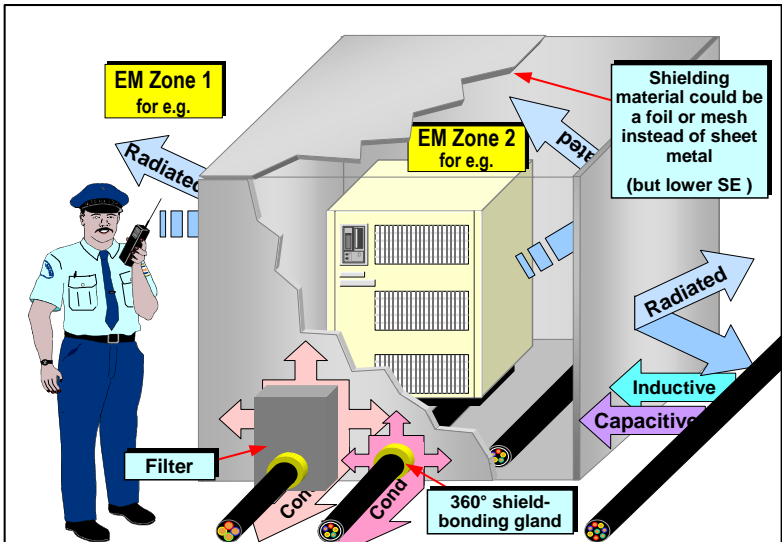 EM Zone 1
for e.g.
Radiated
EM Zone 2
for e.g.
Shielding
material could be
a foil or mesh
instead of sheet
metal
(but lower SE )
Radiated
Inductive
Capacitive
Filter
Cond
360° shield-
bonding gland